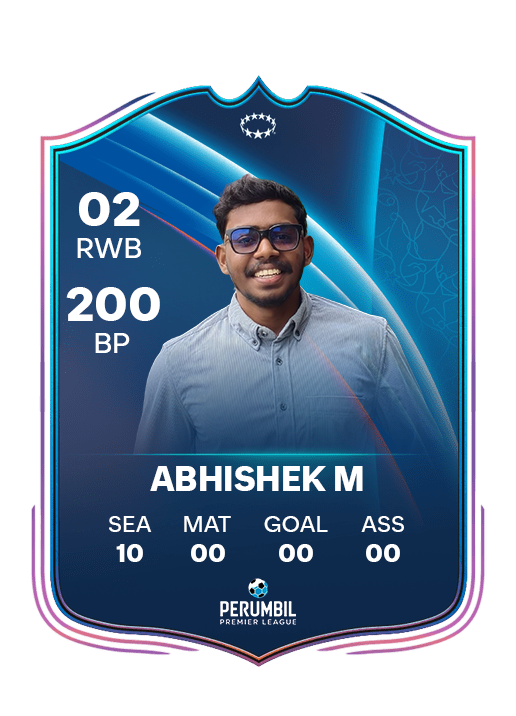 02
RWB
200
BP
ABHISHEK M
SEA MAT GOAL ASS
10 00 00 00
PERUMBIL
PREMIER LEAGUE